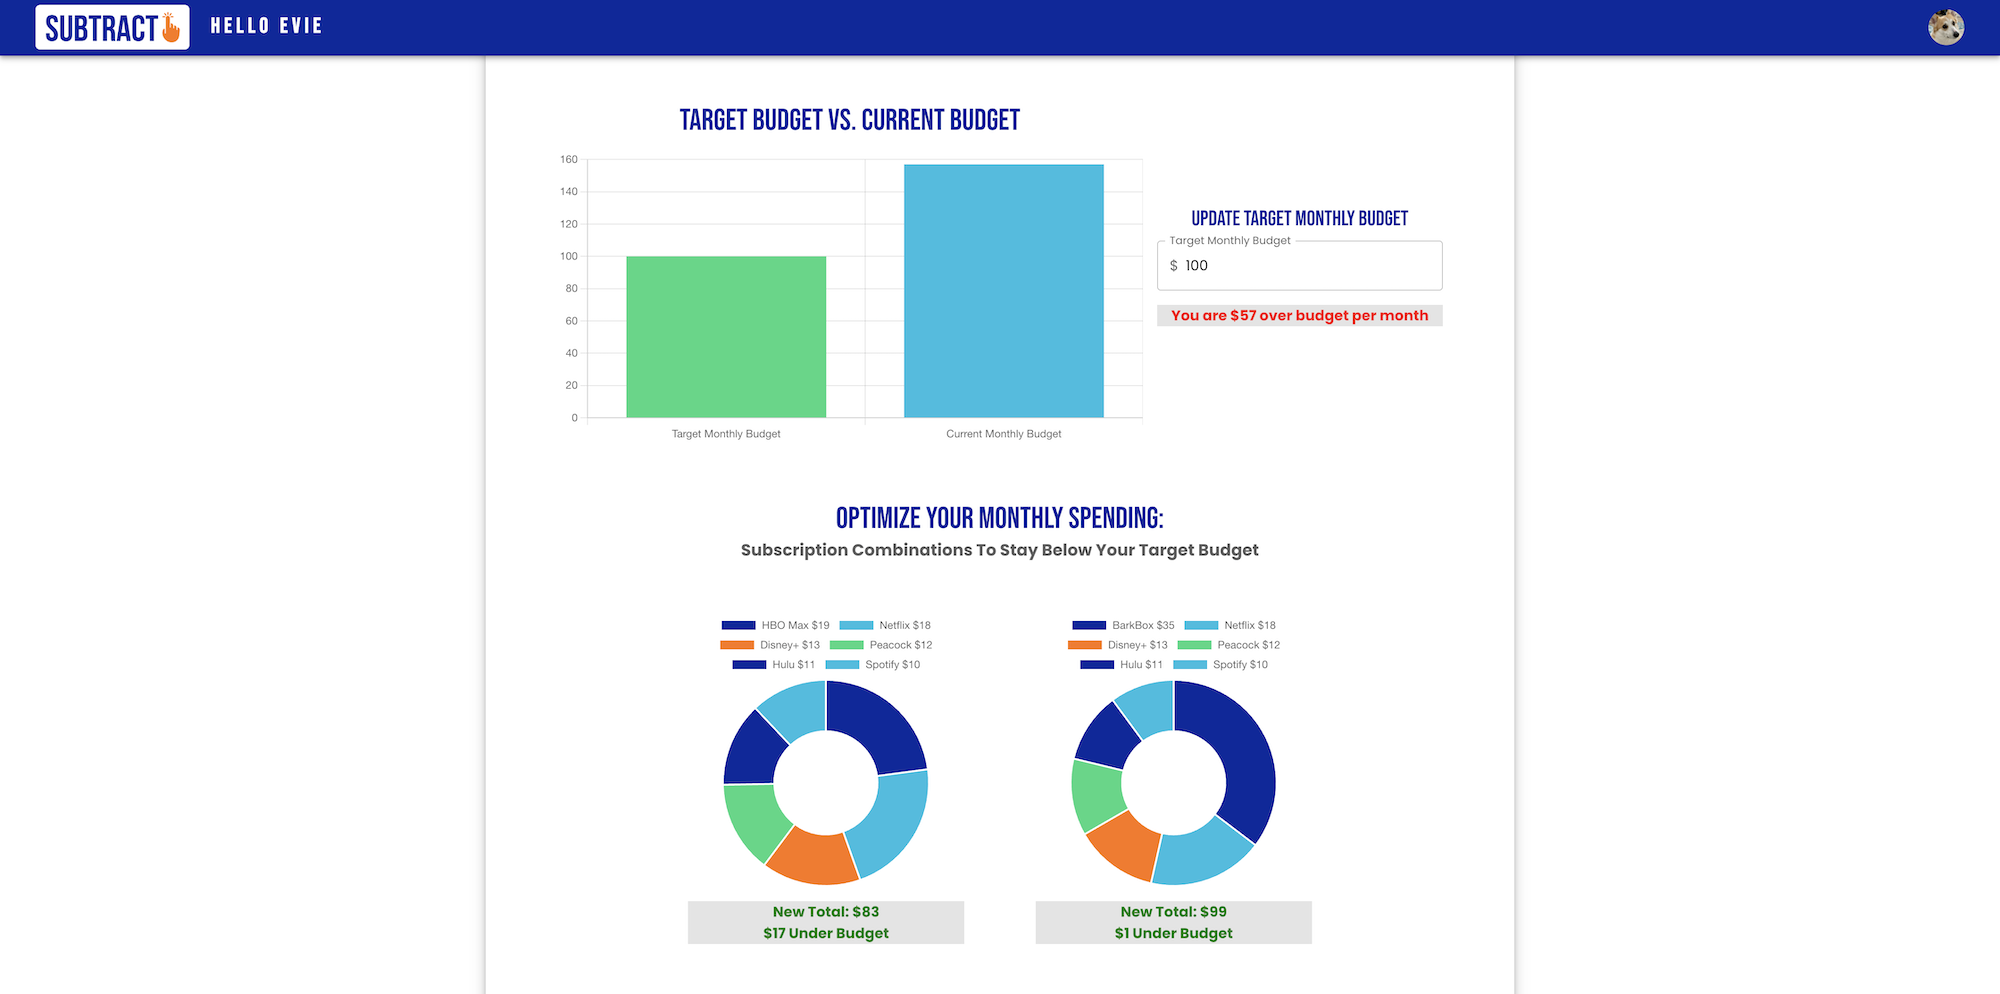 SUBTRACT
HELLO EVIE
TARGET BUDGET VS. CURRENT BUDGET
160
140
120
100
80
60
40
20
0
Target Monthly Budget
Current Monthly Budget
UPDATE TARGET MONTHLY BUDGET
Target Monthly Budget
$ 100
You are $57 over budget per month
OPTIMIZE YOUR MONTHLY SPENDING:
Subscription Combinations To Stay Below Your Target Budget
HBO Max $19 Netflix $18
Disney+ $13 Peacock $12
Hulu $11 Spotify $10
New Total: $83
$17 Under Budget
BarkBox $35 Netflix $18
Disney+ $13 Peacock $12
Hulu $11 Spotify $10
New Total: $99
$1 Under Budget